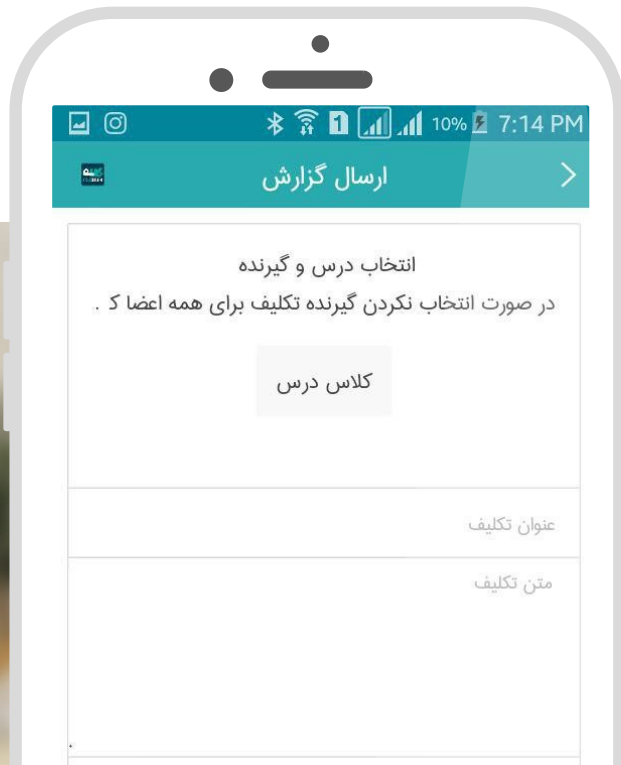 10% 7:14 PM
ارسال گزارش
انتخاب درس و گیرنده
در صورت انتخاب نکردن گیرنده تکلیف برای همه اعضا ک .
کلاس درس
عنوان تکلیف
متن تکلیف